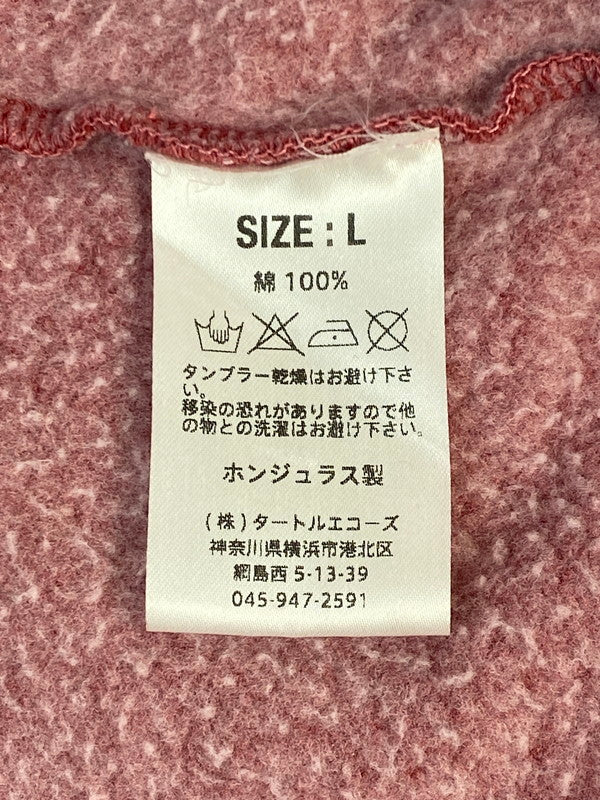 SIZE : L
綿 100%
タンブラー乾燥はお避け下さ
い。
移染の恐れがありますので他
の物との洗濯はお避け下さい。
ホンジュラス製
(株)タートルエコーズ
神奈川県横浜市港北区
綱島西 5-13-39
045-947-2591